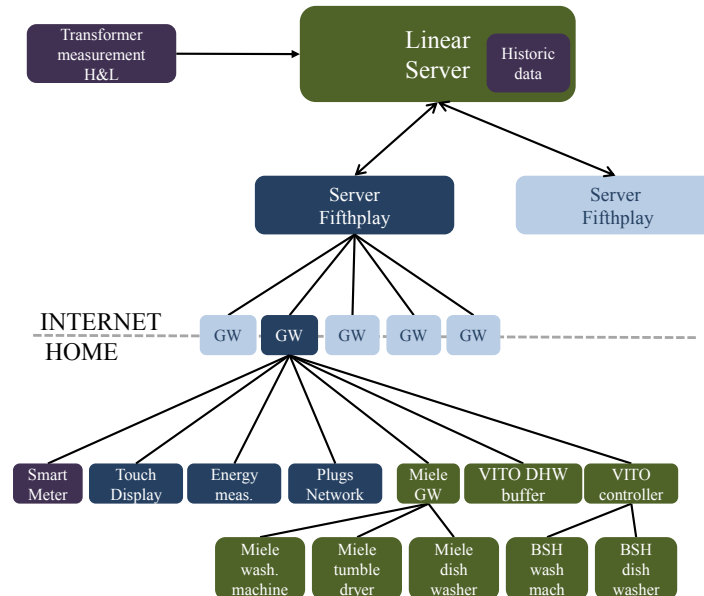 Transformer
measurement
H&L
Linear
Server
Historic
data
Server
Fifthplay
Server
Fifthplay
INTERNET
HOME
GW
GW
GW
GW
GW
Smart
Meter
Touch
Display
Energy
meas.
Plugs
Network
Miele
GW
VITO DHW
buffer
VITO
controller
Miele
wash.
machine
Miele
tumble
dryer
Miele
dish
washer
BSH
wash
mach
BSH
dish
washer